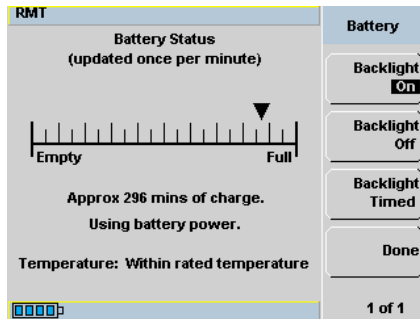 RMT
Battery Status
(updated once per minute)
Empty
Full
Approx 296 mins of charge.
Using battery power.
Temperature: Within rated temperature
Battery
Backlight
On
Backlight
Off
Backlight
Timed
Done
1 of 1